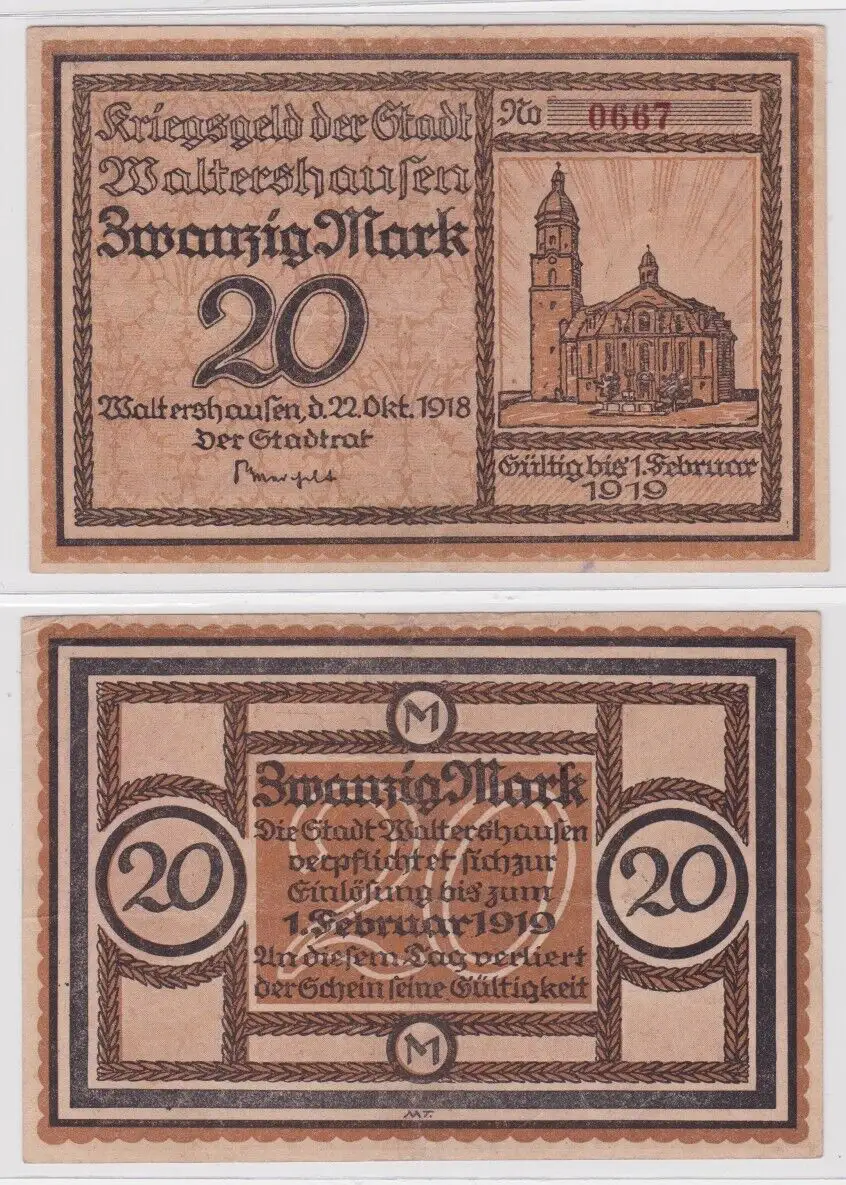 Kriegsgeld der Stadt
Waltershausen
Zwanzig Mark
20
Waltershausen, d. 22. Okt. 1918
Der Stadtrat
No 0667
Gültig bis 1. Februar
1919
M
Zwanzig Mark
Die Stadt Waltershausen
verpflichtet sich zur
Einlösung bis zum
1. Februar 1919
An diesem Tag verliert
der Schein seine Gültigkeit
20
20
20
M
MT.